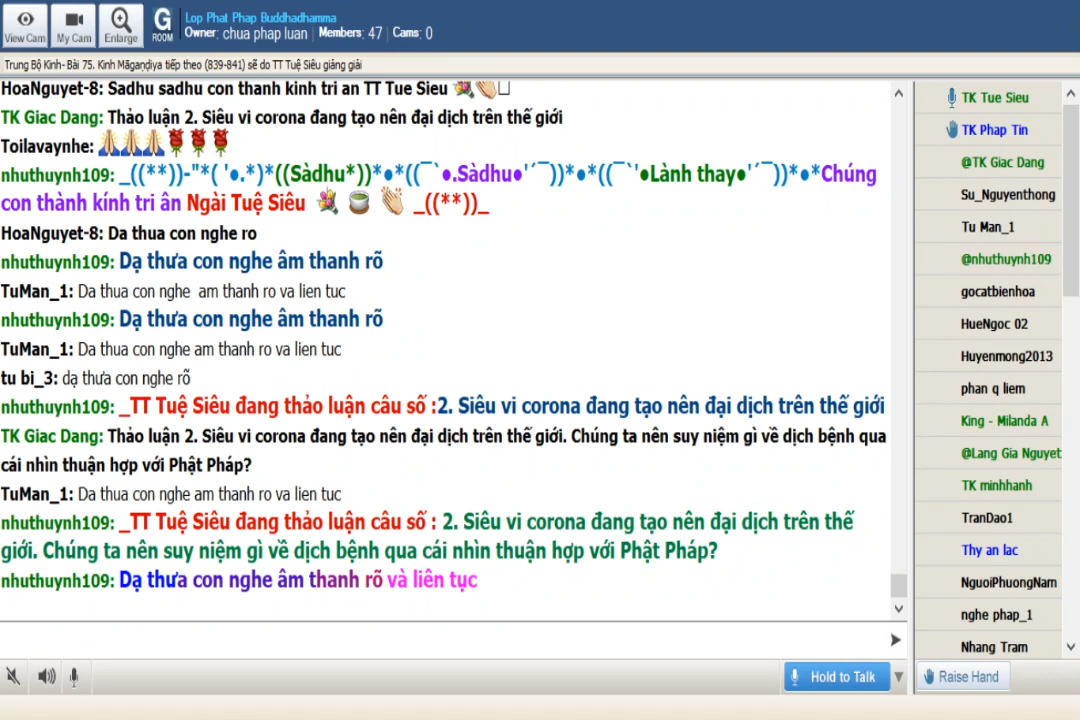 View Cam
My Cam
Enlarge
G
ROOM
Lop Phat Phap Buddhadhamma
Owner: chua phap luan | Members: 47 | Cams: 0
Trung Bộ Kinh- Bài 75. Kinh Māgaṇḍiya tiếp theo (839-841) sẽ do TT Tuệ Siêu giảng giải
HoaNguyet-8: Sadhu sadhu con thanh kinh tri an TT Tue Sieu 💐👏
TK Giac Dang: Thảo luận 2. Siêu vi corona đang tạo nên đại dịch trên thế giới
Toilavaynhe: 🙏🙏🙏🌹🌹🌹
nhuthuynh109: _((**))-"*( '●.*)*((Sàdhu*))*●*((¯`●.Sàdhu●'´¯))*●*((¯`'●Lành thay●'´¯))*●*Chúng
con thành kính tri ân Ngài Tuệ Siêu 💐 🍵 👏 _((**))_
HoaNguyet-8: Da thua con nghe ro
nhuthuynh109: Dạ thưa con nghe âm thanh rõ
TuMan_1: Da thua con nghe  am thanh ro va lien tuc
nhuthuynh109: Dạ thưa con nghe âm thanh rõ
TuMan_1: Da thua con nghe am thanh ro va lien tuc
tu bi_3: dạ thưa con nghe rõ
nhuthuynh109: _TT Tuệ Siêu đang thảo luận câu số :2. Siêu vi corona đang tạo nên đại dịch trên thế giới
TK Giac Dang: Thảo luận 2. Siêu vi corona đang tạo nên đại dịch trên thế giới. Chúng ta nên suy niệm gì về dịch bệnh qua
cái nhìn thuận hợp với Phật Pháp?
TuMan_1: Da thua con nghe am thanh ro va lien tuc
nhuthuynh109: _TT Tuệ Siêu đang thảo luận câu số : 2. Siêu vi corona đang tạo nên đại dịch trên thế
giới. Chúng ta nên suy niệm gì về dịch bệnh qua cái nhìn thuận hợp với Phật Pháp?
nhuthuynh109: Dạ thưa con nghe âm thanh rõ và liên tục
Hold to Talk
TK Tue Sieu
TK Phap Tin
@TK Giac Dang
Su_Nguyenthong
Tu Man_1
@nhuthuynh109
gocatbienhoa
HueNgoc 02
Huyenmong2013
phan q liem
King - Milanda A
@Lang Gia Nguyet
TK minhhanh
TranDao1
Thy an lac
NguoiPhuongNam
nghe phap_1
Nhang Tram
Raise Hand